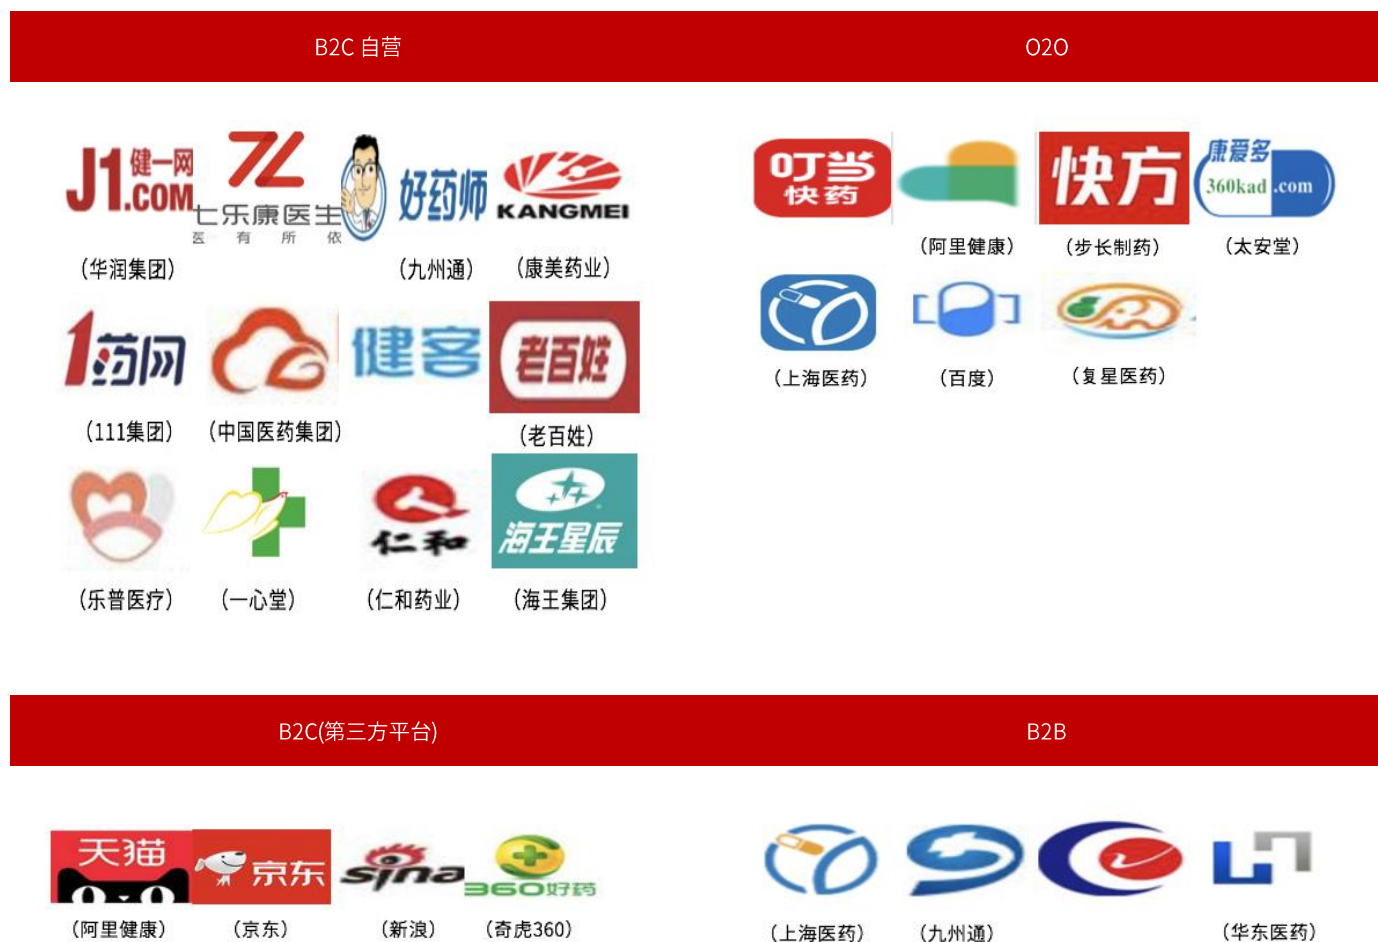 B2C 自营
O2O
J1.COM 健一网
七乐康医生
医有所依
好药师
KANGMEI
(华润集团)
(九州通)
(康美药业)
1药网
健客
老百姓
(111集团)
(中国医药集团)
(老百姓)
仁和
海王星辰
(乐普医疗)
(一心堂)
(仁和药业)
(海王集团)
叮当
快药
快方
康爱多
360kad.com
(阿里健康)
(步长制药)
(太安堂)
(上海医药)
(百度)
(复星医药)
B2C(第三方平台)
B2B
天猫
京东
sina
360好药
(阿里健康)
(京东)
(新浪)
(奇虎360)
(上海医药)
(九州通)
(华东医药)